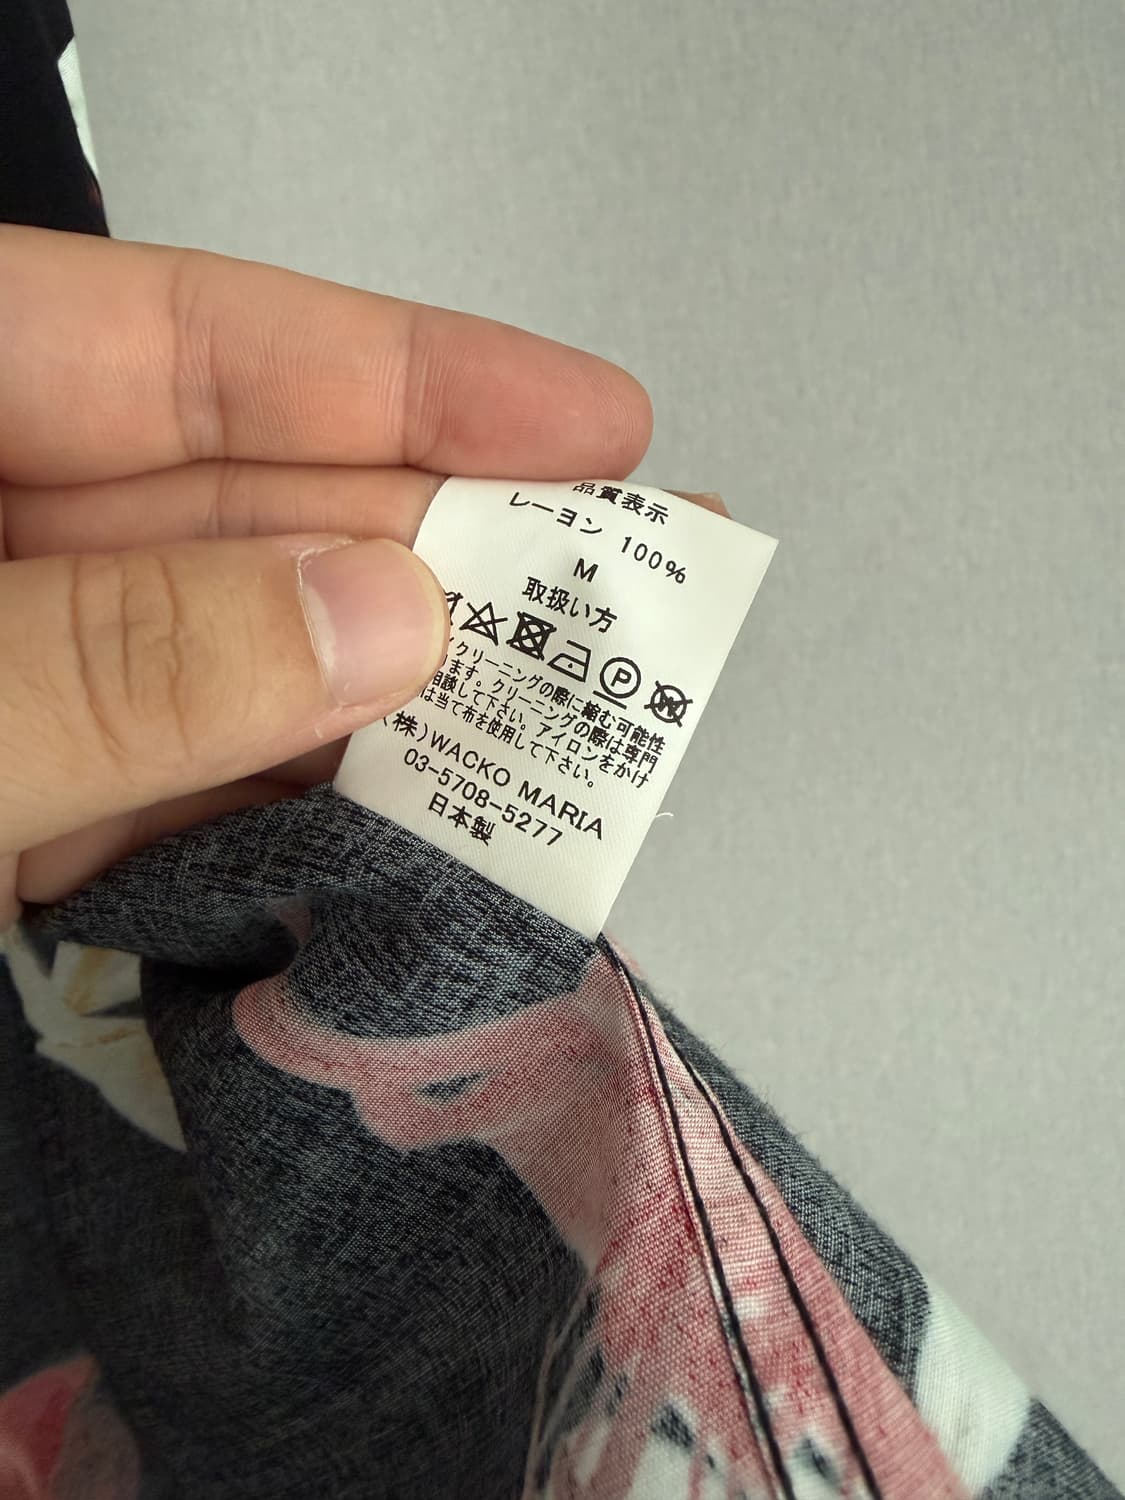 品質表示
レーヨン 100%
M
取扱い方
P
W
クリーニングの際に縮む可能性
ります。クリーニングの際は専門
相談して下さい。アイロンをかけ
は当て布を使用して下さい。
(株)WACKO MARIA
03-5708-5277
日本製